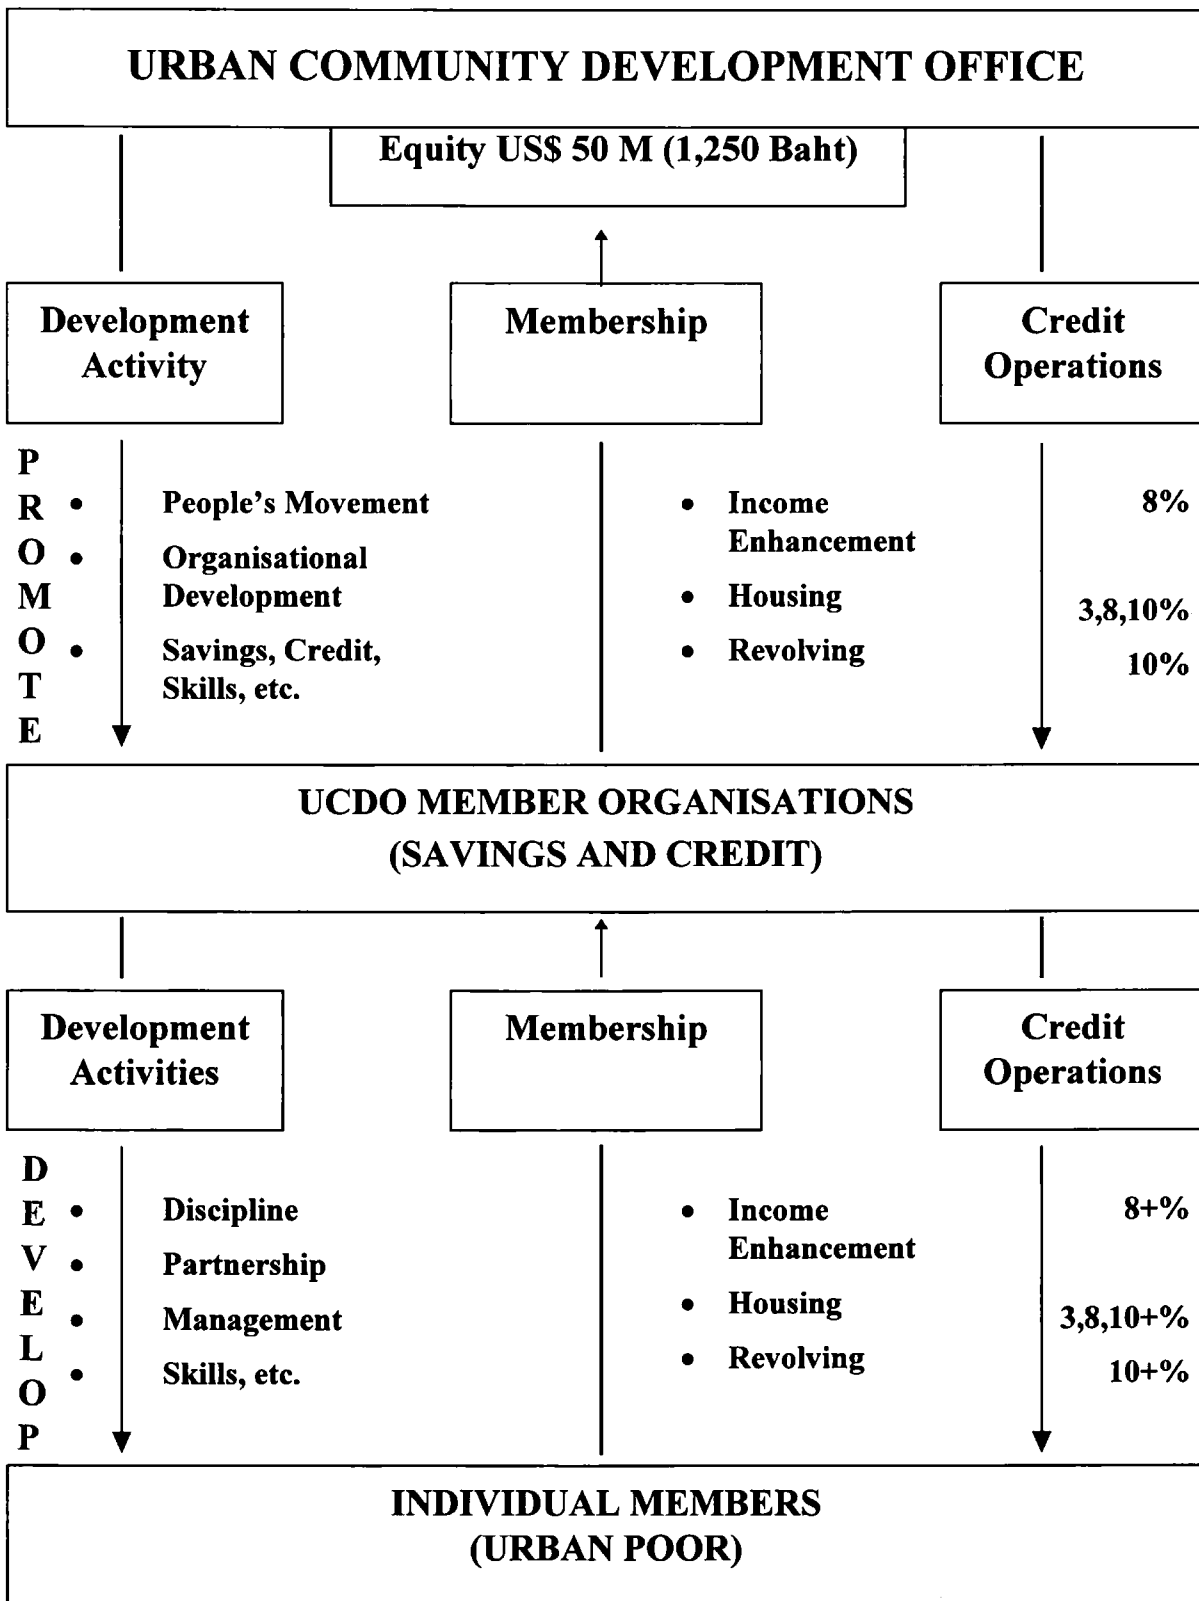 URBAN COMMUNITY DEVELOPMENT OFFICE
Equity US$ 50 M (1,250 Baht)
Development
Activity
Membership
Credit
Operations
PROMOTE
• People's Movement
• Organisational
Development
• Savings, Credit,
Skills, etc.
• Income
Enhancement
8%
• Housing
3,8,10%
• Revolving
10%
UCDO MEMBER ORGANISATIONS
(SAVINGS AND CREDIT)
Development
Activities
Membership
Credit
Operations
DEVELOP
• Discipline
• Partnership
• Management
• Skills, etc.
• Income
Enhancement
8+%
• Housing
3,8,10+%
• Revolving
10+%
INDIVIDUAL MEMBERS
(URBAN POOR)